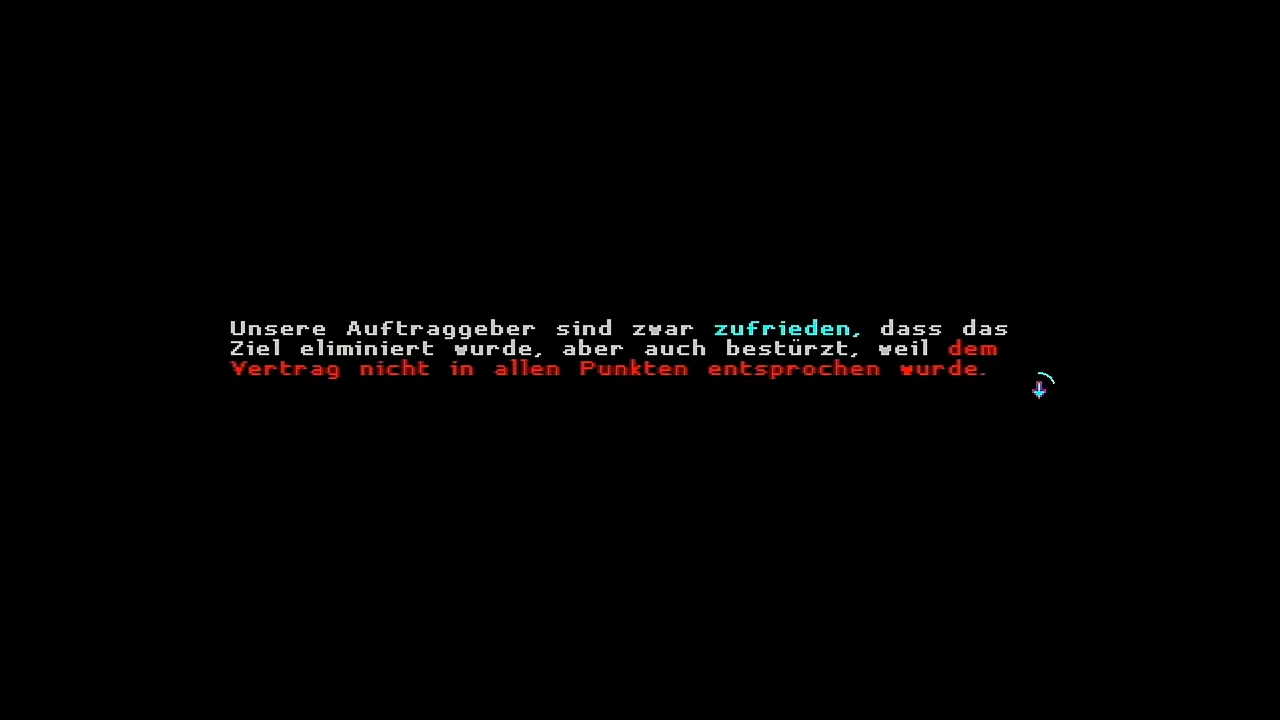 Unsere Auftraggeber sind zwar zufrieden, dass das
Ziel eliminiert wurde, aber auch bestürzt, weil dem
Vertrag nicht in allen Punkten entsprochen wurde.